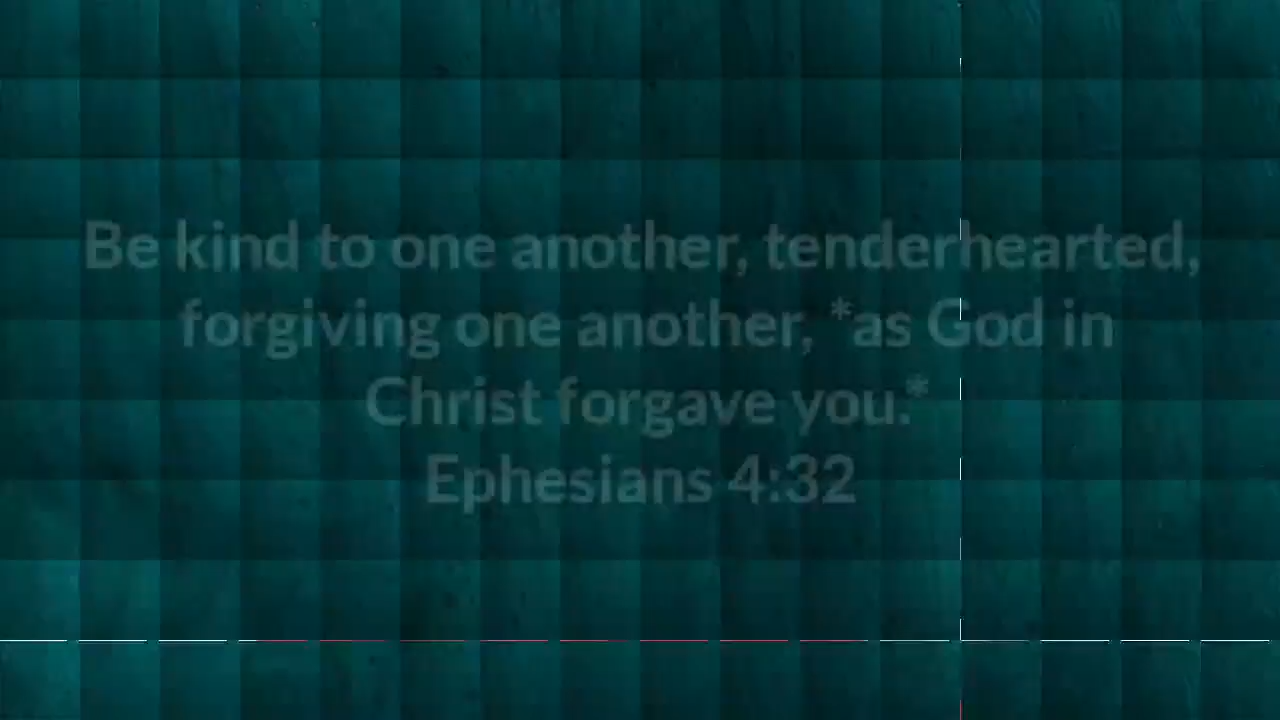 Be kind to one another, tenderhearted,
forgiving one another, *as God in
Christ forgave you.*
Ephesians 4:32